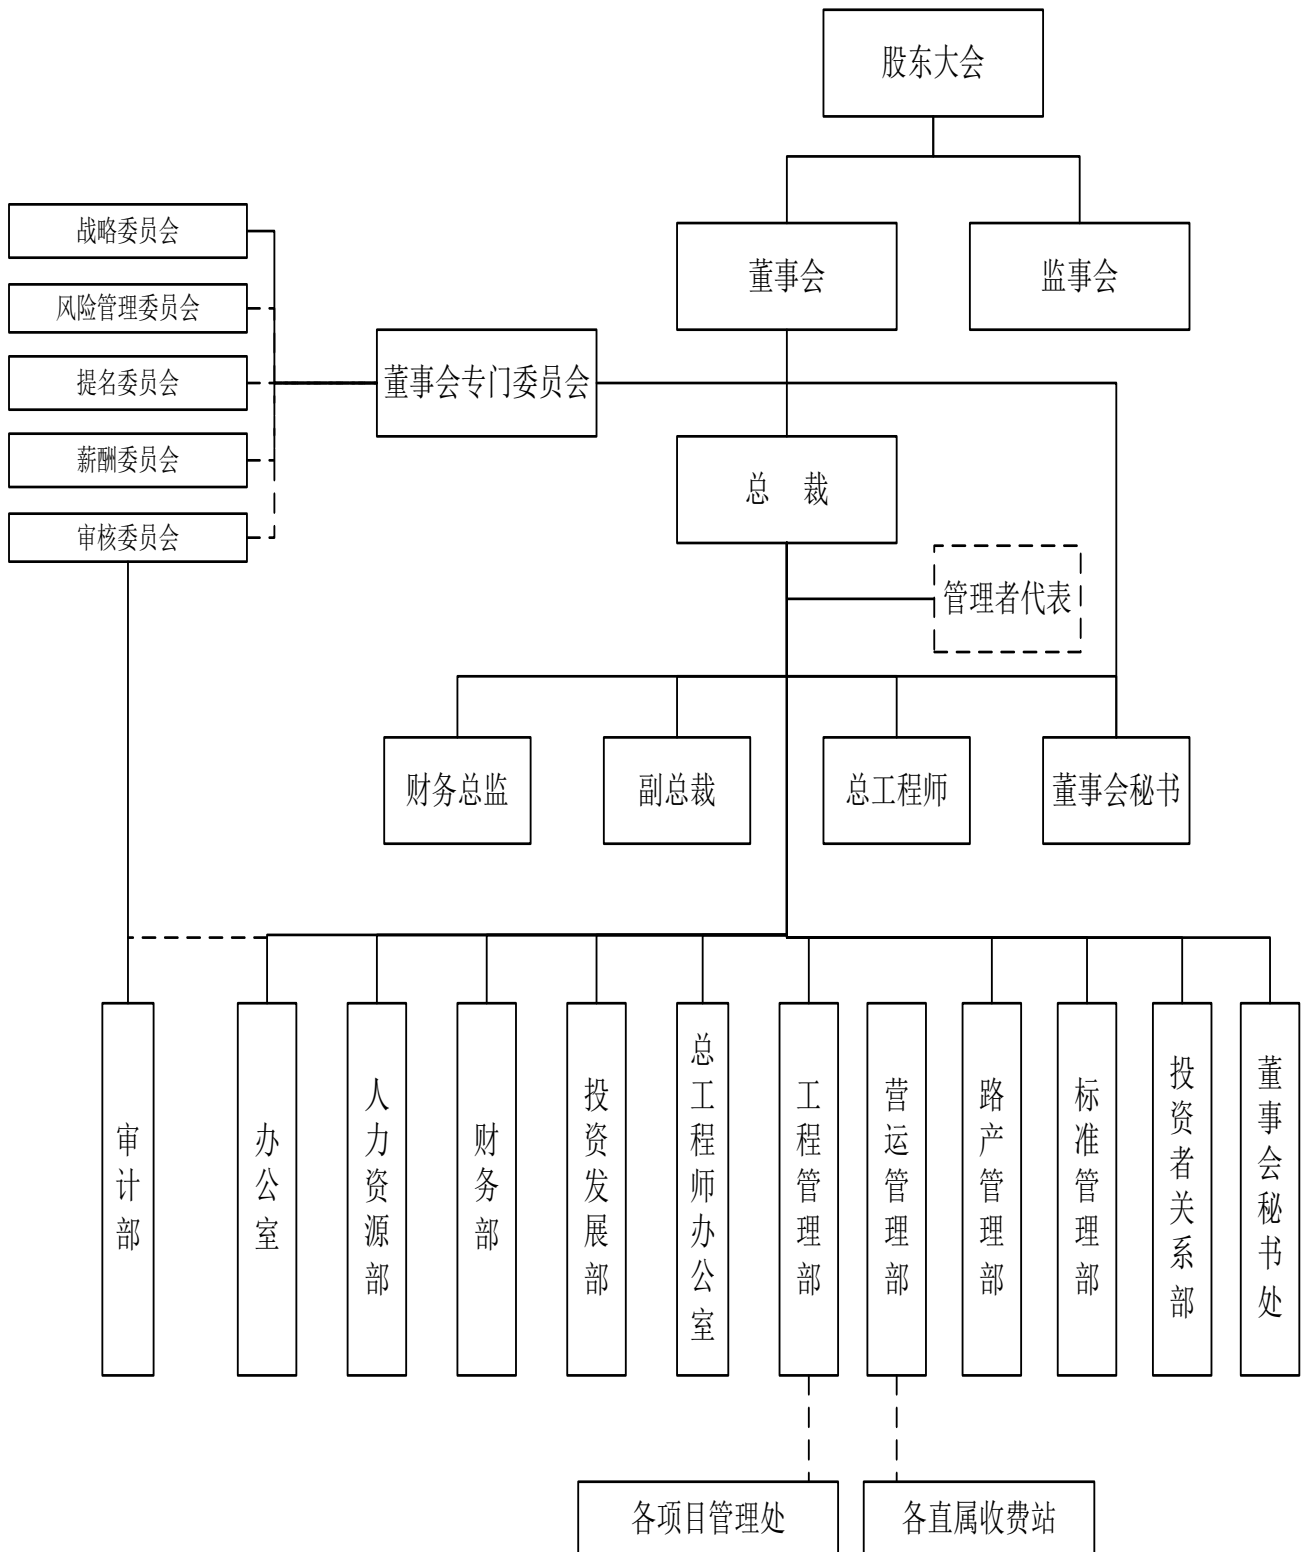 股东大会
董事会
监事会
战略委员会
风险管理委员会
提名委员会
薪酬委员会
审核委员会
董事会专门委员会
总 裁
管理者代表
财务总监
副总裁
总工程师
董事会秘书
审计部
办公室
人力资源部
财务部
投资发展部
总工程师办公室
工程管理部
营运管理部
路产管理部
标准管理部
投资者关系部
董事会秘书处
各项目管理处
各直属收费站